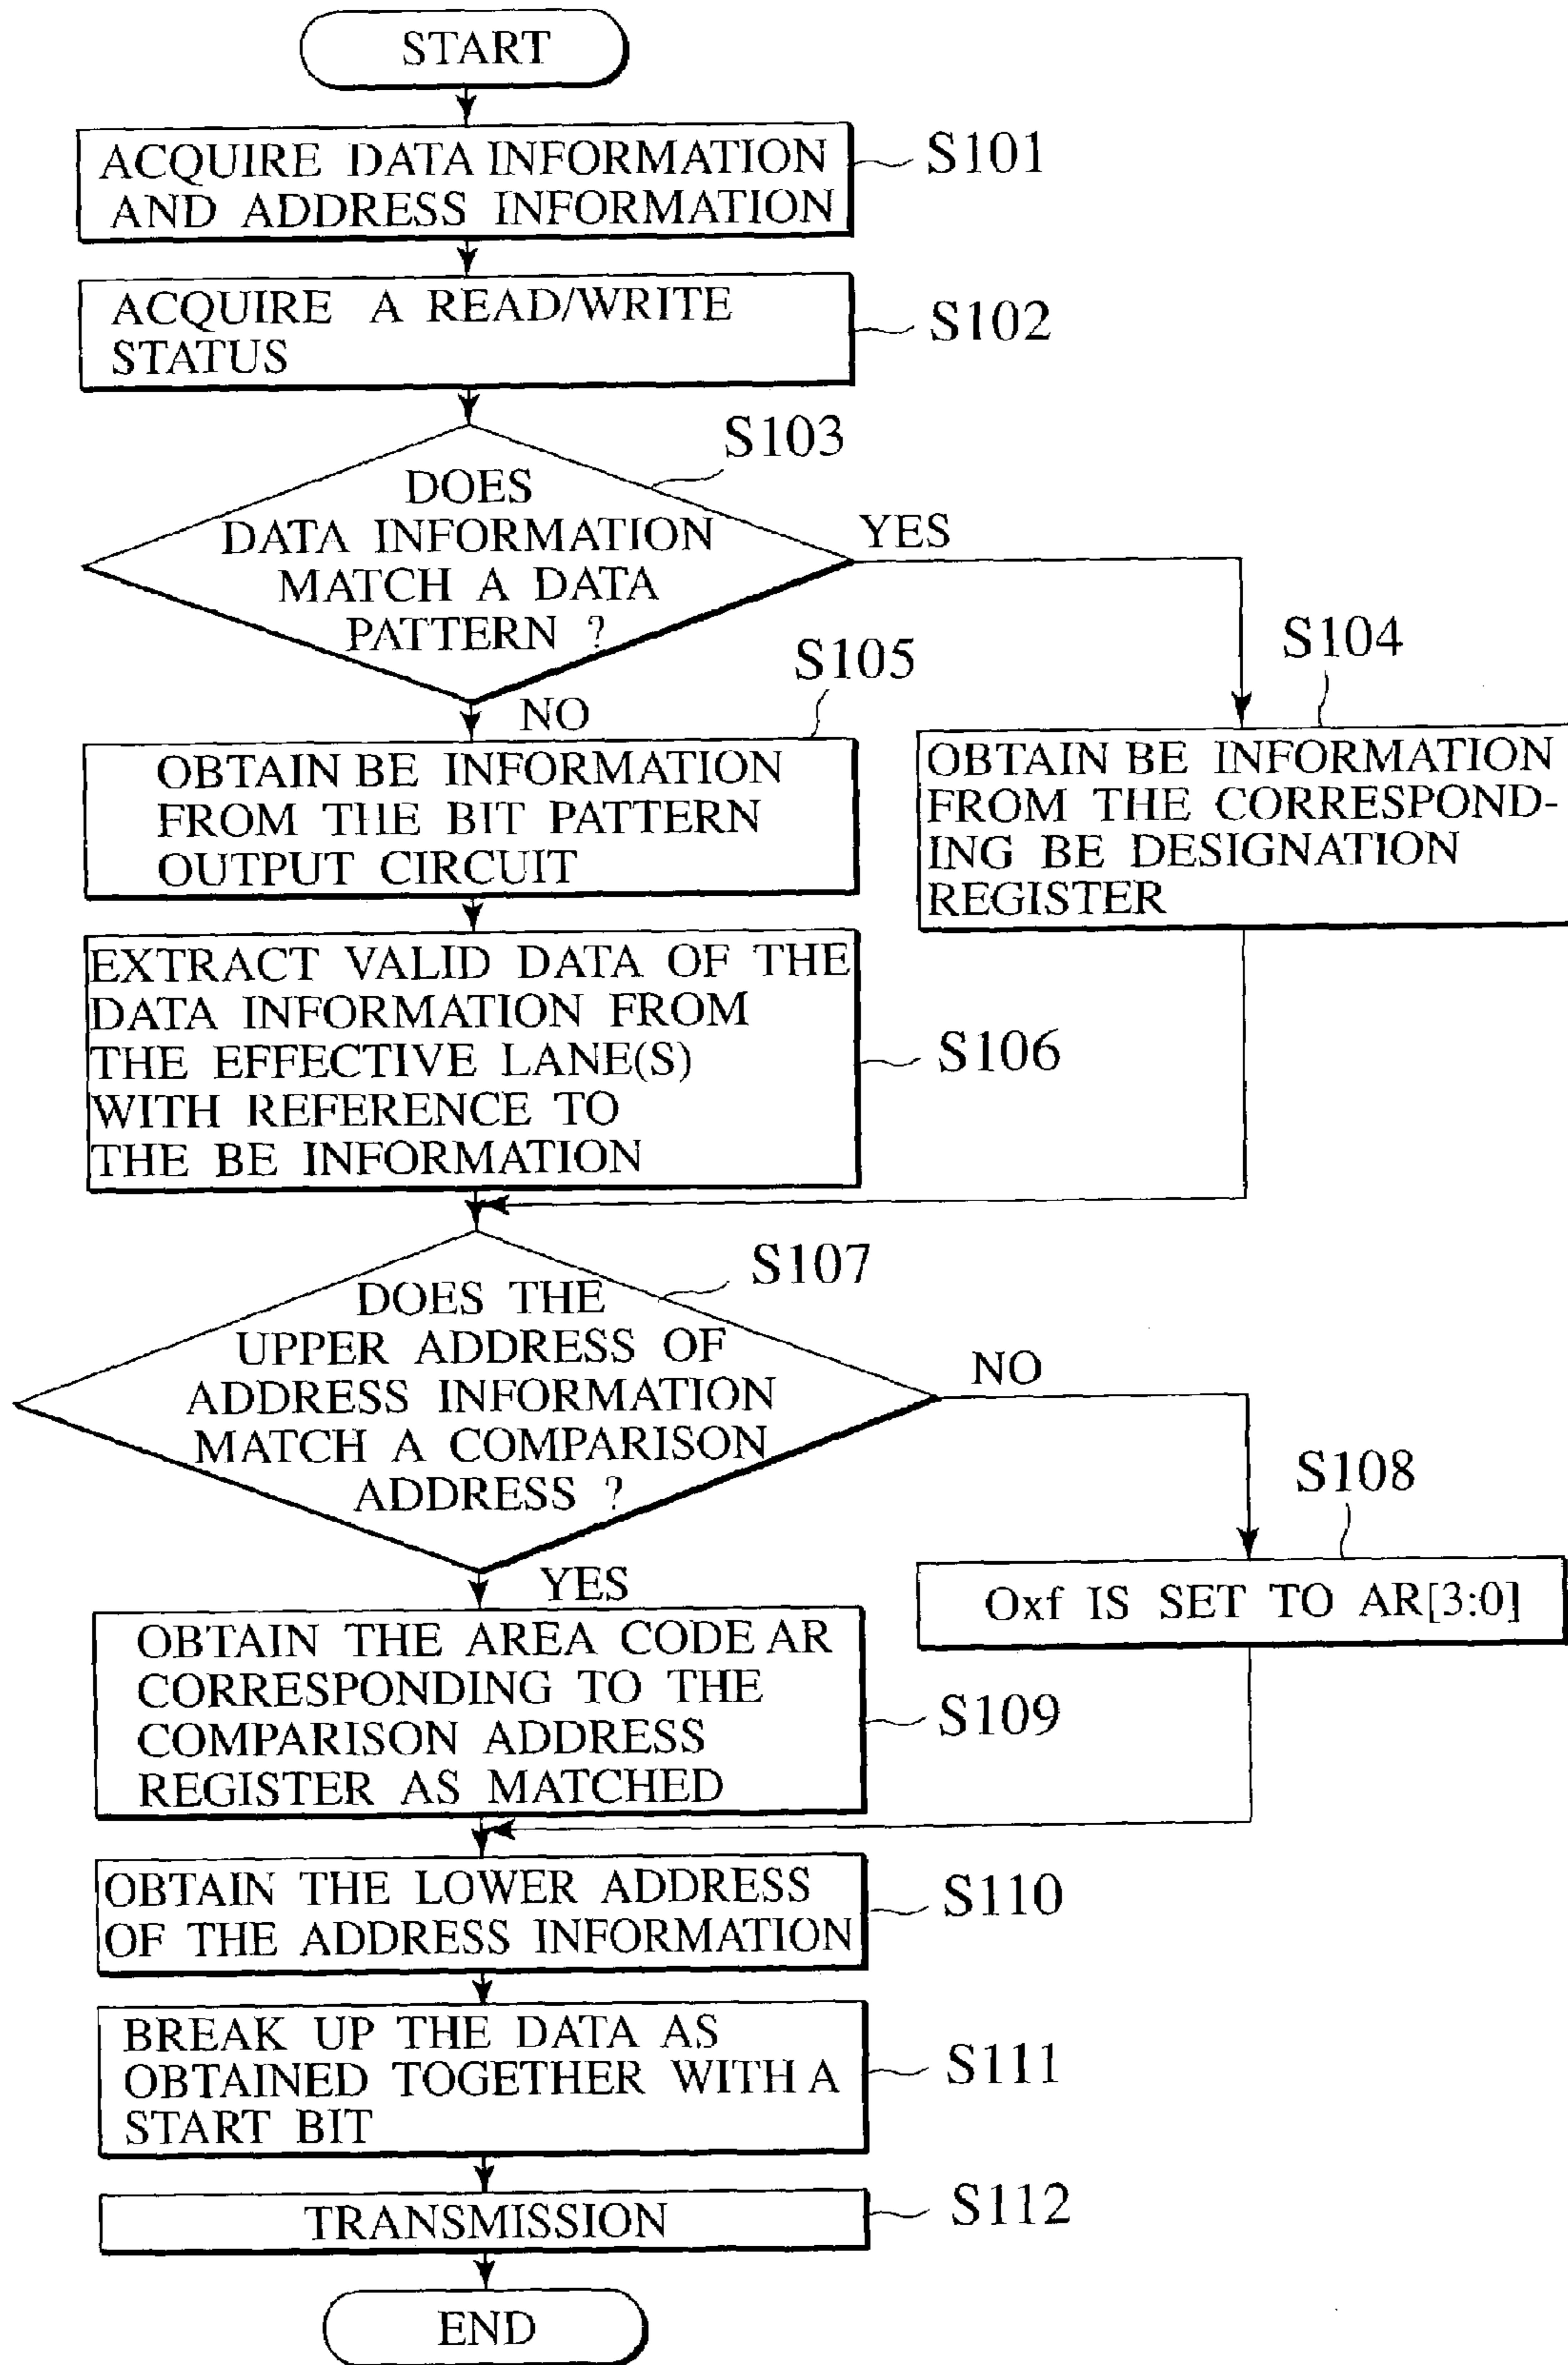 START
ACQUIRE DATA INFORMATION
AND ADDRESS INFORMATION
S101
ACQUIRE A READ/WRITE
STATUS
S102
S103
DOES
DATA INFORMATION
MATCH A DATA
PATTERN ?
YES
NO
S104
OBTAIN BE INFORMATION
FROM THE CORRESPOND-
ING BE DESIGNATION
REGISTER
S105
OBTAIN BE INFORMATION
FROM THE BIT PATTERN
OUTPUT CIRCUIT
EXTRACT VALID DATA OF THE
DATA INFORMATION FROM
THE EFFECTIVE LANE(S)
WITH REFERENCE TO
THE BE INFORMATION
S106
S107
DOES THE
UPPER ADDRESS OF
ADDRESS INFORMATION
MATCH A COMPARISON
ADDRESS ?
NO
YES
S108
Oxf IS SET TO AR[3:0]
OBTAIN THE AREA CODE AR
CORRESPONDING TO THE
COMPARISON ADDRESS
REGISTER AS MATCHED
S109
OBTAIN THE LOWER ADDRESS
OF THE ADDRESS INFORMATION
S110
BREAK UP THE DATA AS
OBTAINED TOGETHER WITH A
START BIT
S111
TRANSMISSION
S112
END